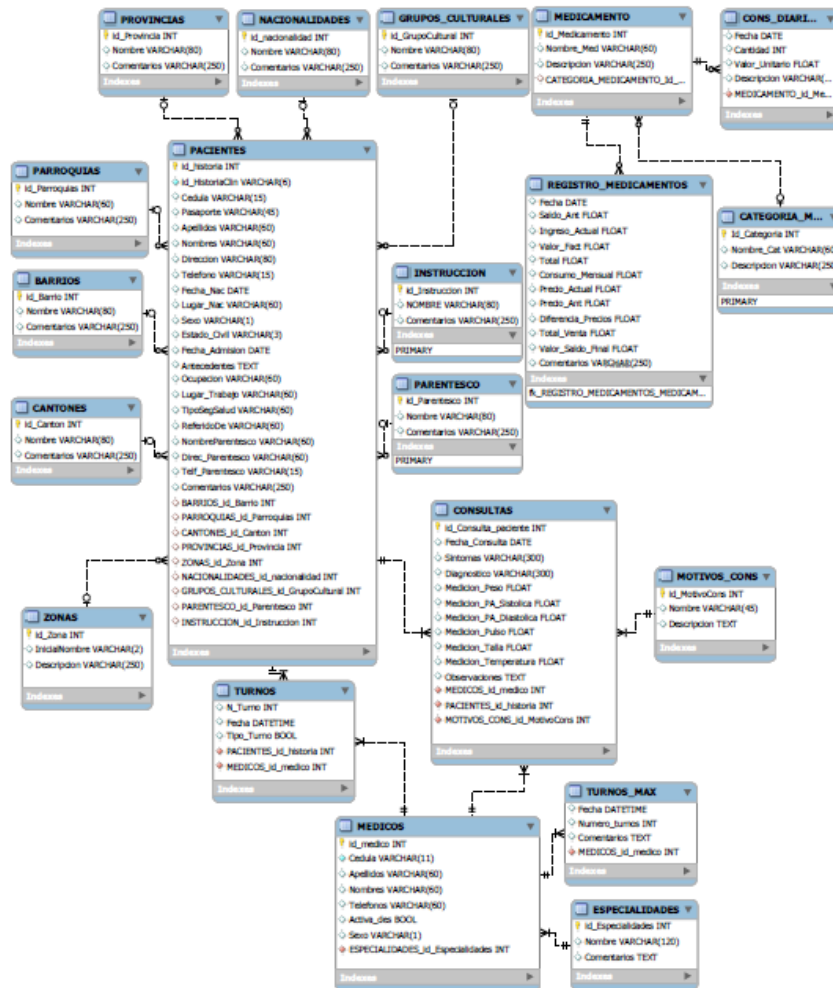 PROVINCIAS
id_Provincia INT
Nombre VARCHAR(80)
Comentarios VARCHAR(250)
Indexes
NACIONALIDADES
id_nacionalidad INT
Nombre VARCHAR(80)
Comentarios VARCHAR(250)
Indexes
GRUPOS_CULTURALES
id_GrupoCultural INT
Nombre VARCHAR(80)
Comentarios VARCHAR(250)
Indexes
MEDICAMENTO
id_Medicamento INT
Nombre_Med VARCHAR(60)
Descripcion VARCHAR(250)
CATEGORIA_MEDICAMENTO_Id_...
Indexes
CONS_DIARI...
Fecha DATE
Cantidad INT
Valor_Unitario FLOAT
Descripcion VARCHAR(...
MEDICAMENTO_id_Me...
Indexes
PACIENTES
id_historia INT
id_HistoriaClin VARCHAR(6)
Cedula VARCHAR(15)
Pasaporte VARCHAR(45)
Apellidos VARCHAR(60)
Nombres VARCHAR(60)
Direccion VARCHAR(80)
Telefono VARCHAR(15)
Fecha_Nac DATE
Lugar_Nac VARCHAR(60)
Sexo VARCHAR(1)
Estado_Civil VARCHAR(3)
Fecha_Admision DATE
Antecedentes TEXT
Ocupacion VARCHAR(60)
Lugar_Trabajo VARCHAR(60)
TipoSegSalud VARCHAR(60)
ReferidoDe VARCHAR(60)
NombreParentesco VARCHAR(60)
Direc_Parentesco VARCHAR(60)
Telf_Parentesco VARCHAR(15)
Comentarios VARCHAR(250)
BARRIOS_id_Barrio INT
PARROQUIAS_id_Parroquias INT
CANTONES_id_Canton INT
PROVINCIAS_id_Provincia INT
ZONAS_id_Zona INT
NACIONALIDADES_id_nacionalidad INT
GRUPOS_CULTURALES_id_GrupoCultural INT
PARENTESCO_id_Parentesco INT
INSTRUCCION_id_Instruccion INT
Indexes
PARROQUIAS
id_Parroquias INT
Nombre VARCHAR(60)
Comentarios VARCHAR(250)
Indexes
BARRIOS
id_Barrio INT
Nombre VARCHAR(80)
Comentarios VARCHAR(250)
Indexes
CANTONES
id_Canton INT
Nombre VARCHAR(80)
Comentarios VARCHAR(250)
Indexes
ZONAS
id_Zona INT
InicialNombre VARCHAR(2)
Descripcion VARCHAR(250)
Indexes
INSTRUCCION
id_Instruccion INT
NOMBRE VARCHAR(80)
Comentarios VARCHAR(250)
Indexes
PRIMARY
PARENTESCO
id_Parentesco INT
Nombre VARCHAR(80)
Comentarios VARCHAR(250)
Indexes
PRIMARY
REGISTRO_MEDICAMENTOS
Fecha DATE
Saldo_Ant FLOAT
Ingreso_Actual FLOAT
Valor_Fact FLOAT
Total FLOAT
Consumo_Mensual FLOAT
Precio_Actual FLOAT
Precio_Ant FLOAT
Diferencia_Precios FLOAT
Total_Venta FLOAT
Valor_Saldo_Final FLOAT
Comentarios VARCHAR(250)
Indexes
fk_REGISTRO_MEDICAMENTOS_MEDICAM...
CATEGORIA_M...
Id_Categoria INT
Nombre_Cat VARCHAR(60
Descripcion VARCHAR(250
Indexes
PRIMARY
CONSULTAS
id_Consulta_paciente INT
Fecha_Consulta DATE
Sintomas VARCHAR(300)
Diagnostico VARCHAR(300)
Medicion_Peso FLOAT
Medicion_PA_Sistolica FLOAT
Medicion_PA_Diastolica FLOAT
Medicion_Pulso FLOAT
Medicion_Talla FLOAT
Medicion_Temperatura FLOAT
Observaciones TEXT
MEDICOS_id_medico INT
PACIENTES_id_historia INT
MOTIVOS_CONS_id_MotivoCons INT
Indexes
MOTIVOS_CONS
id_MotivoCons INT
Nombre VARCHAR(45)
Descripcion TEXT
Indexes
TURNOS
N_Turno INT
Fecha DATETIME
Tipo_Turno BOOL
PACIENTES_id_historia INT
MEDICOS_id_medico INT
Indexes
MEDICOS
id_medico INT
Cedula VARCHAR(11)
Apellidos VARCHAR(60)
Nombres VARCHAR(60)
Telefonos VARCHAR(60)
Activa_des BOOL
Sexo VARCHAR(1)
ESPECIALIDADES_id_Especialidades INT
Indexes
TURNOS_MAX
Fecha DATETIME
Numero_turnos INT
Comentarios TEXT
MEDICOS_id_medico INT
Indexes
ESPECIALIDADES
id_Especialidades INT
Nombre VARCHAR(120)
Comentarios TEXT
Indexes